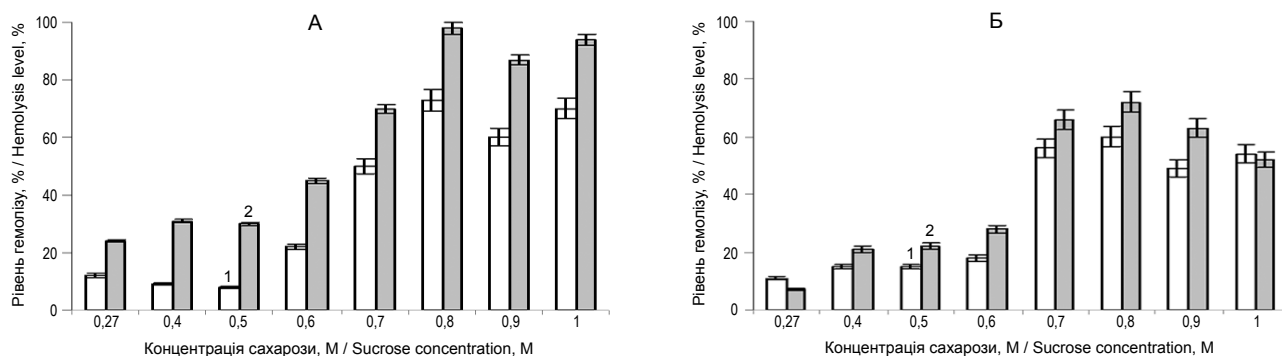 А
Рівень гемолізу, % / Hemolysis level, %
100
80
60
40
20
0
2
1
0,27 0,4 0,5 0,6 0,7 0,8 0,9 1
Концентрація сахарози, М / Sucrose concentration, M
Б
Рівень гемолізу, % / Hemolysis level, %
100
80
60
40
20
0
2
1
0,27 0,4 0,5 0,6 0,7 0,8 0,9 1
Концентрація сахарози, М / Sucrose concentration, M